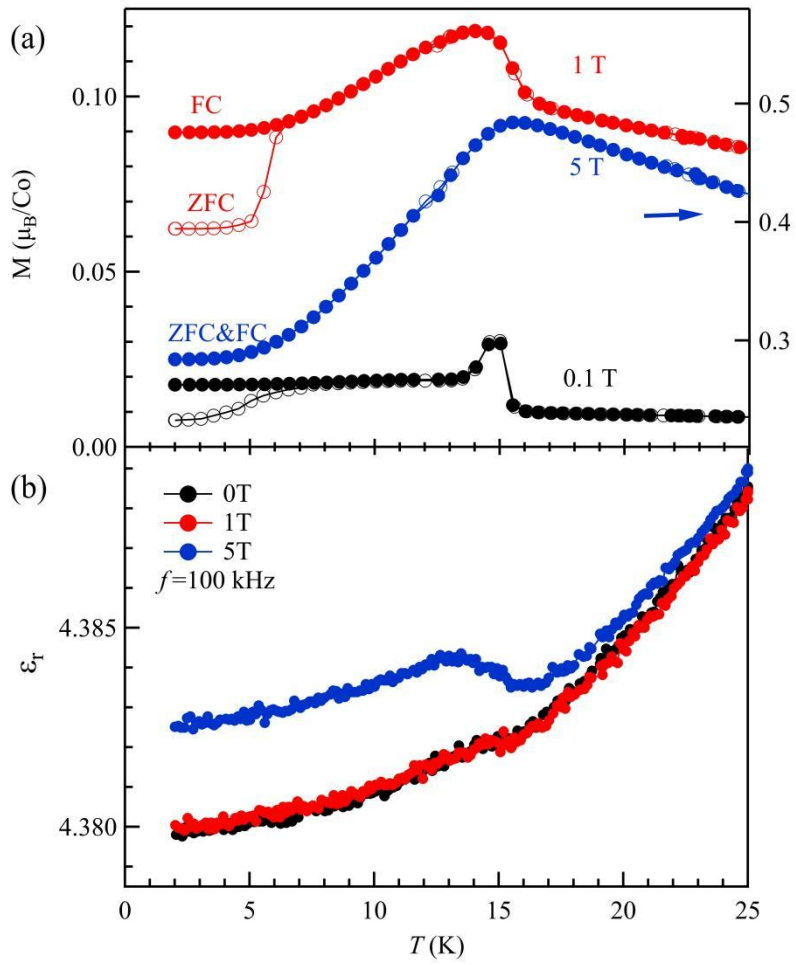 (a)
FC
1 T
0.10
0.5
ZFC
5 T
M (μB/Co)
0.4
0.05
ZFC&FC
0.3
0.1 T
0.00
(b)
0T
1T
5T
f=100 kHz
4.385
εr
4.380
0 5 10 15 20 25
T (K)